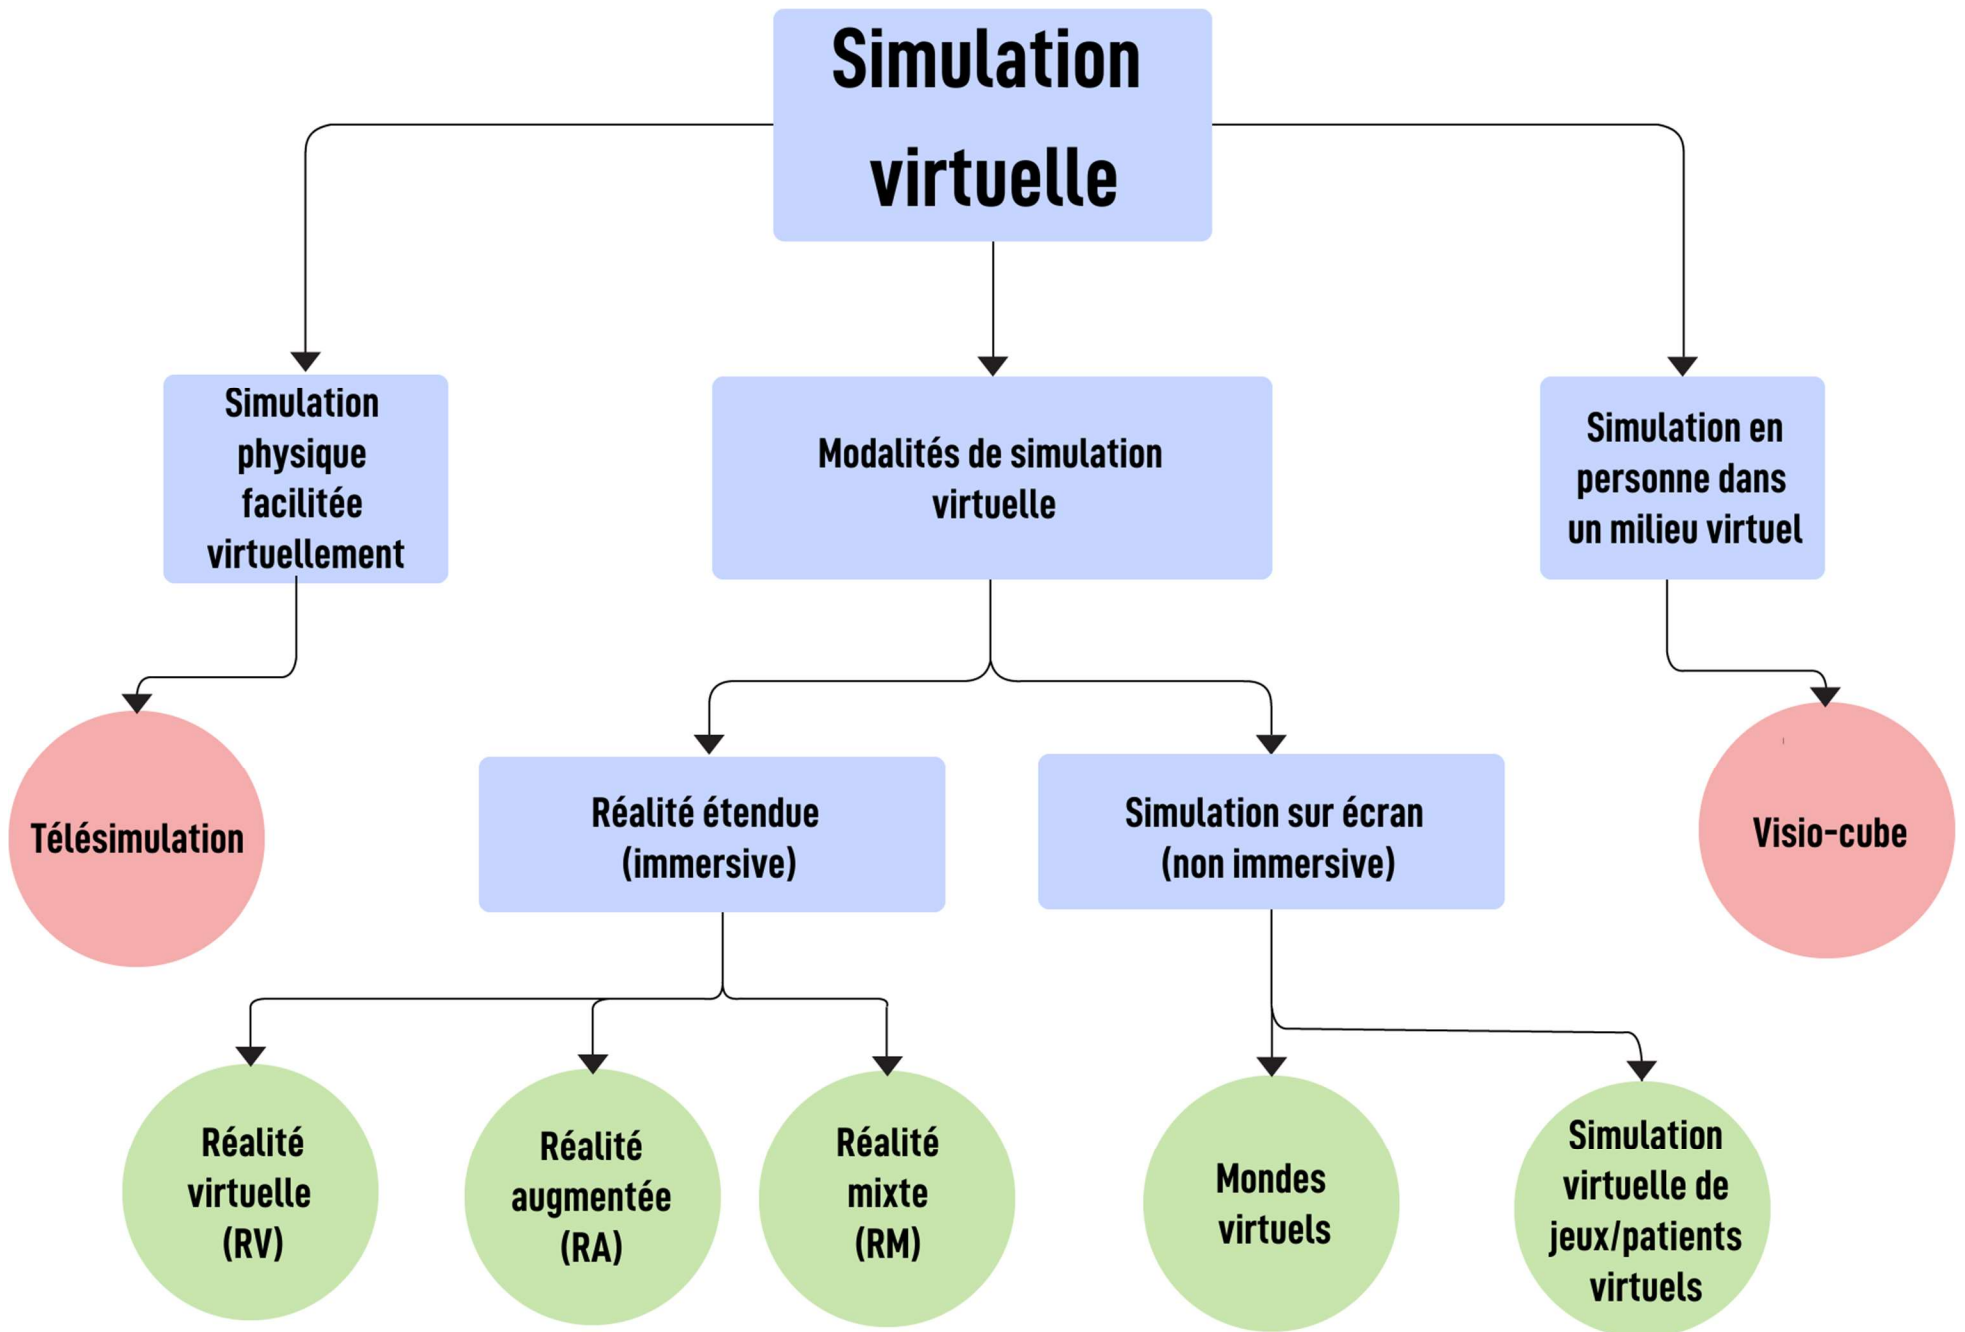 Simulation
virtuelle
Simulation
physique
facilitée
virtuellement
Modalités de simulation
virtuelle
Simulation en
personne dans
un milieu virtuel
Télésimulation
Réalité étendue
(immersive)
Simulation sur écran
(non immersive)
Visio-cube
Réalité
virtuelle
(RV)
Réalité
augmentée
(RA)
Réalité
mixte
(RM)
Mondes
virtuels
Simulation
virtuelle de
jeux/patients
virtuels